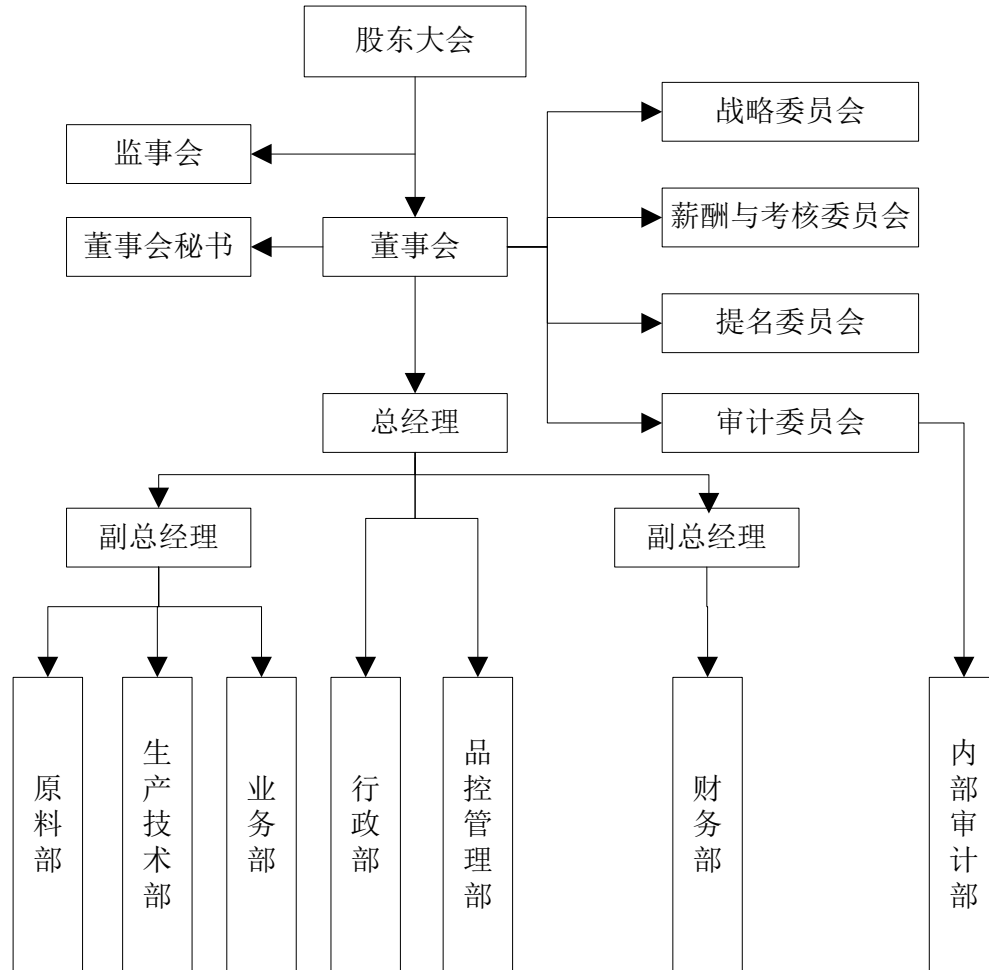 股东大会
战略委员会
监事会
薪酬与考核委员会
董事会秘书
董事会
提名委员会
总经理
审计委员会
副总经理
副总经理
原料部
生产技术部
业务部
行政部
品控管理部
财务部
内部审计部